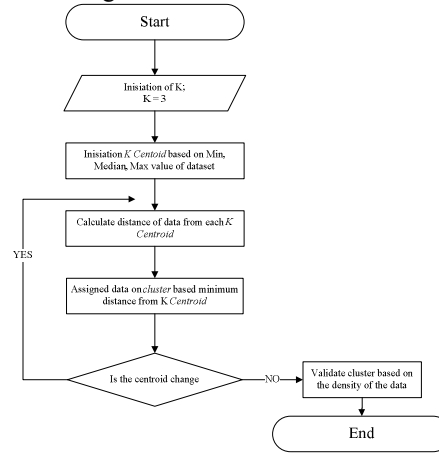 Start
Inisiation of K;
K = 3
Inisiation K Centoid based on Min,
Median, Max value of dataset
Calculate distance of data from each K
Centroid
YES
Assigned data on cluster based minimum
distance from K Centroid
Is the centroid change
NO
Validate cluster based on
the density of the data
End